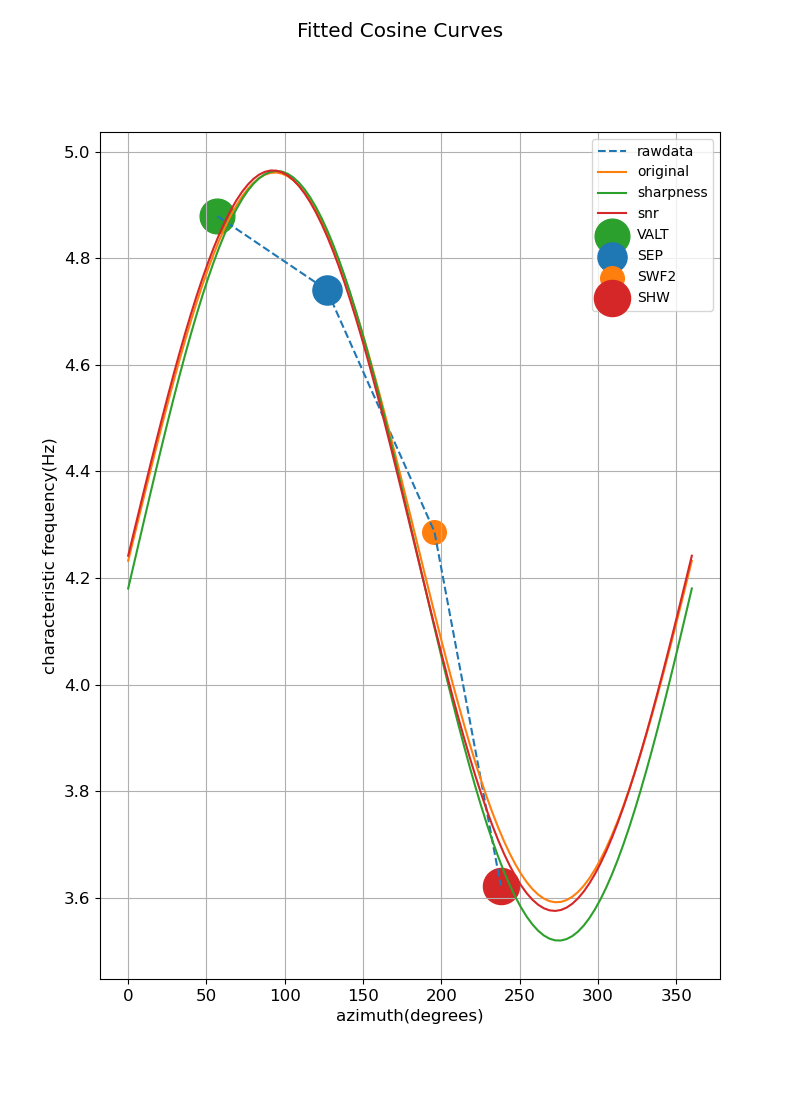 Fitted Cosine Curves
5.0
4.8
4.6
4.4
4.2
4.0
3.8
3.6
characteristic frequency(Hz)
rawdata
original
sharpness
snr
VALT
SEP
SWF2
SHW
0 50 100 150 200 250 300 350
azimuth(degrees)